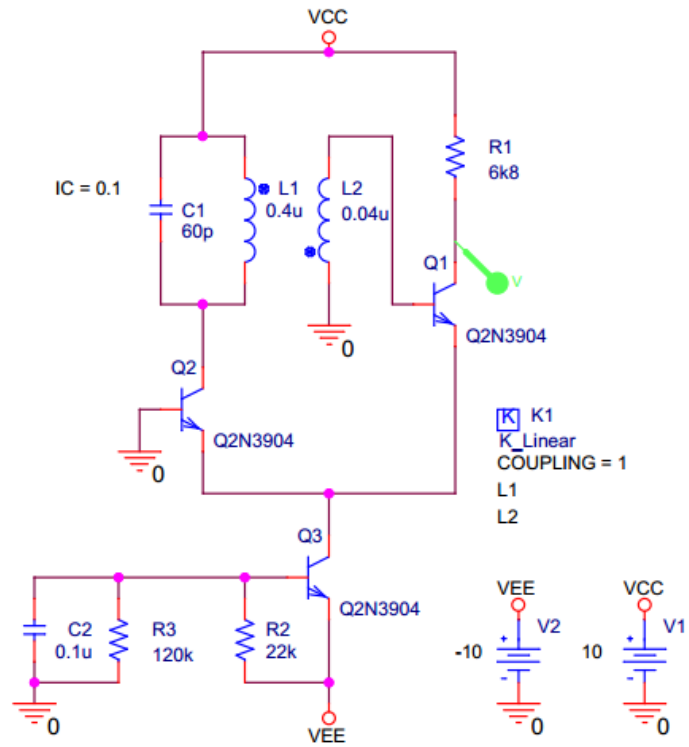 VCC
IC = 0.1
C1
60p
L1
0.4u
L2
0.04u
R1
6k8
Q1
V
Q2N3904
0
Q2
Q2N3904
0
K K1
K_Linear
COUPLING = 1
L1
L2
Q3
Q2N3904
C2
0.1u
R3
120k
R2
22k
0
VEE
VEE
V2
-10
+
-
0
VCC
V1
10
+
-
0